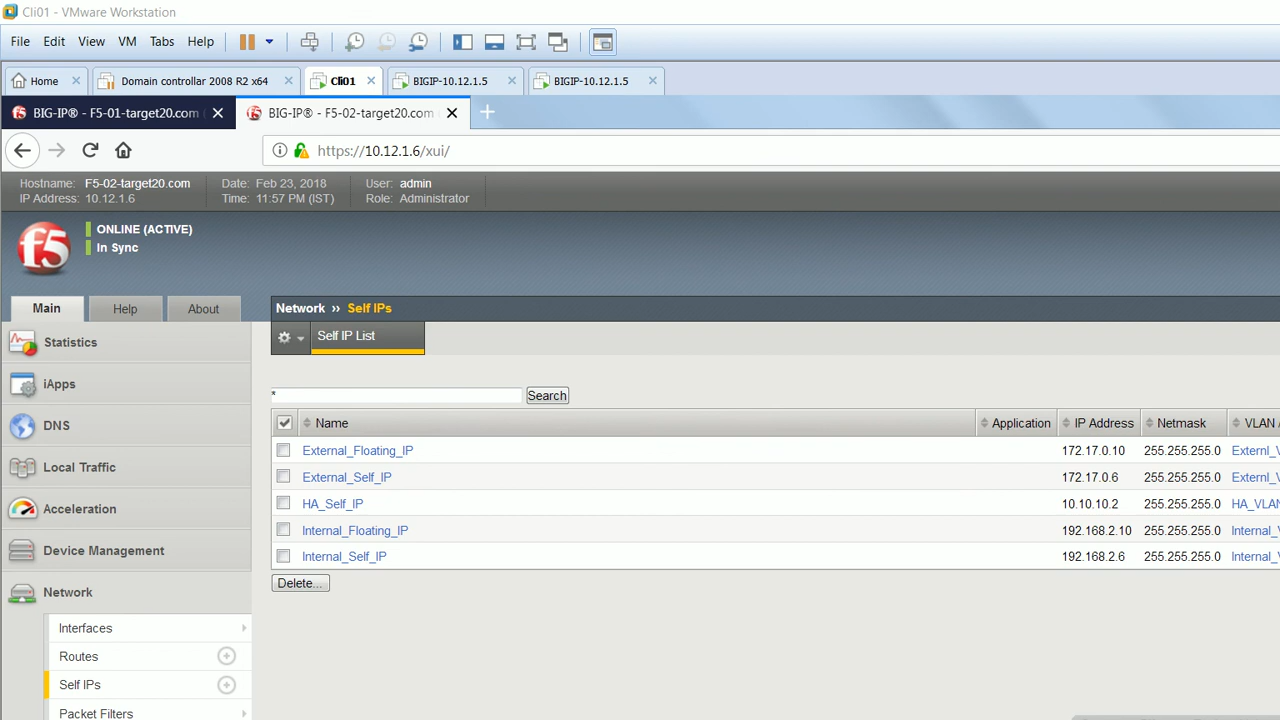 Cli01 - VMware Workstation
File Edit View VM Tabs Help
Home Domain controller 2008 R2 x64 Cli01 BIGIP-10.12.1.5 BIGIP-10.12.1.5
BIG-IP® - F5-01-target20.com BIG-IP® - F5-02-target20.com
https://10.12.1.6/xui/
Hostname: F5-02-target20.com Date: Feb 23, 2018 User: admin
IP Address: 10.12.1.6 Time: 11:57 PM (IST) Role: Administrator
f5 ONLINE (ACTIVE)
In Sync
Main Help About Network ›› Self IPs
Self IP List
Statistics
iApps
DNS
Local Traffic
Acceleration
Device Management
Network
Interfaces
Routes
Self IPs
Packet Filters
* Search
Name Application IP Address Netmask VLAN
External_Floating_IP 172.17.0.10 255.255.255.0 Externl_V
External_Self_IP 172.17.0.6 255.255.255.0 Externl_V
HA_Self_IP 10.10.10.2 255.255.255.0 HA_VLAN
Internal_Floating_IP 192.168.2.10 255.255.255.0 Internal_V
Internal_Self_IP 192.168.2.6 255.255.255.0 Internal_V
Delete...